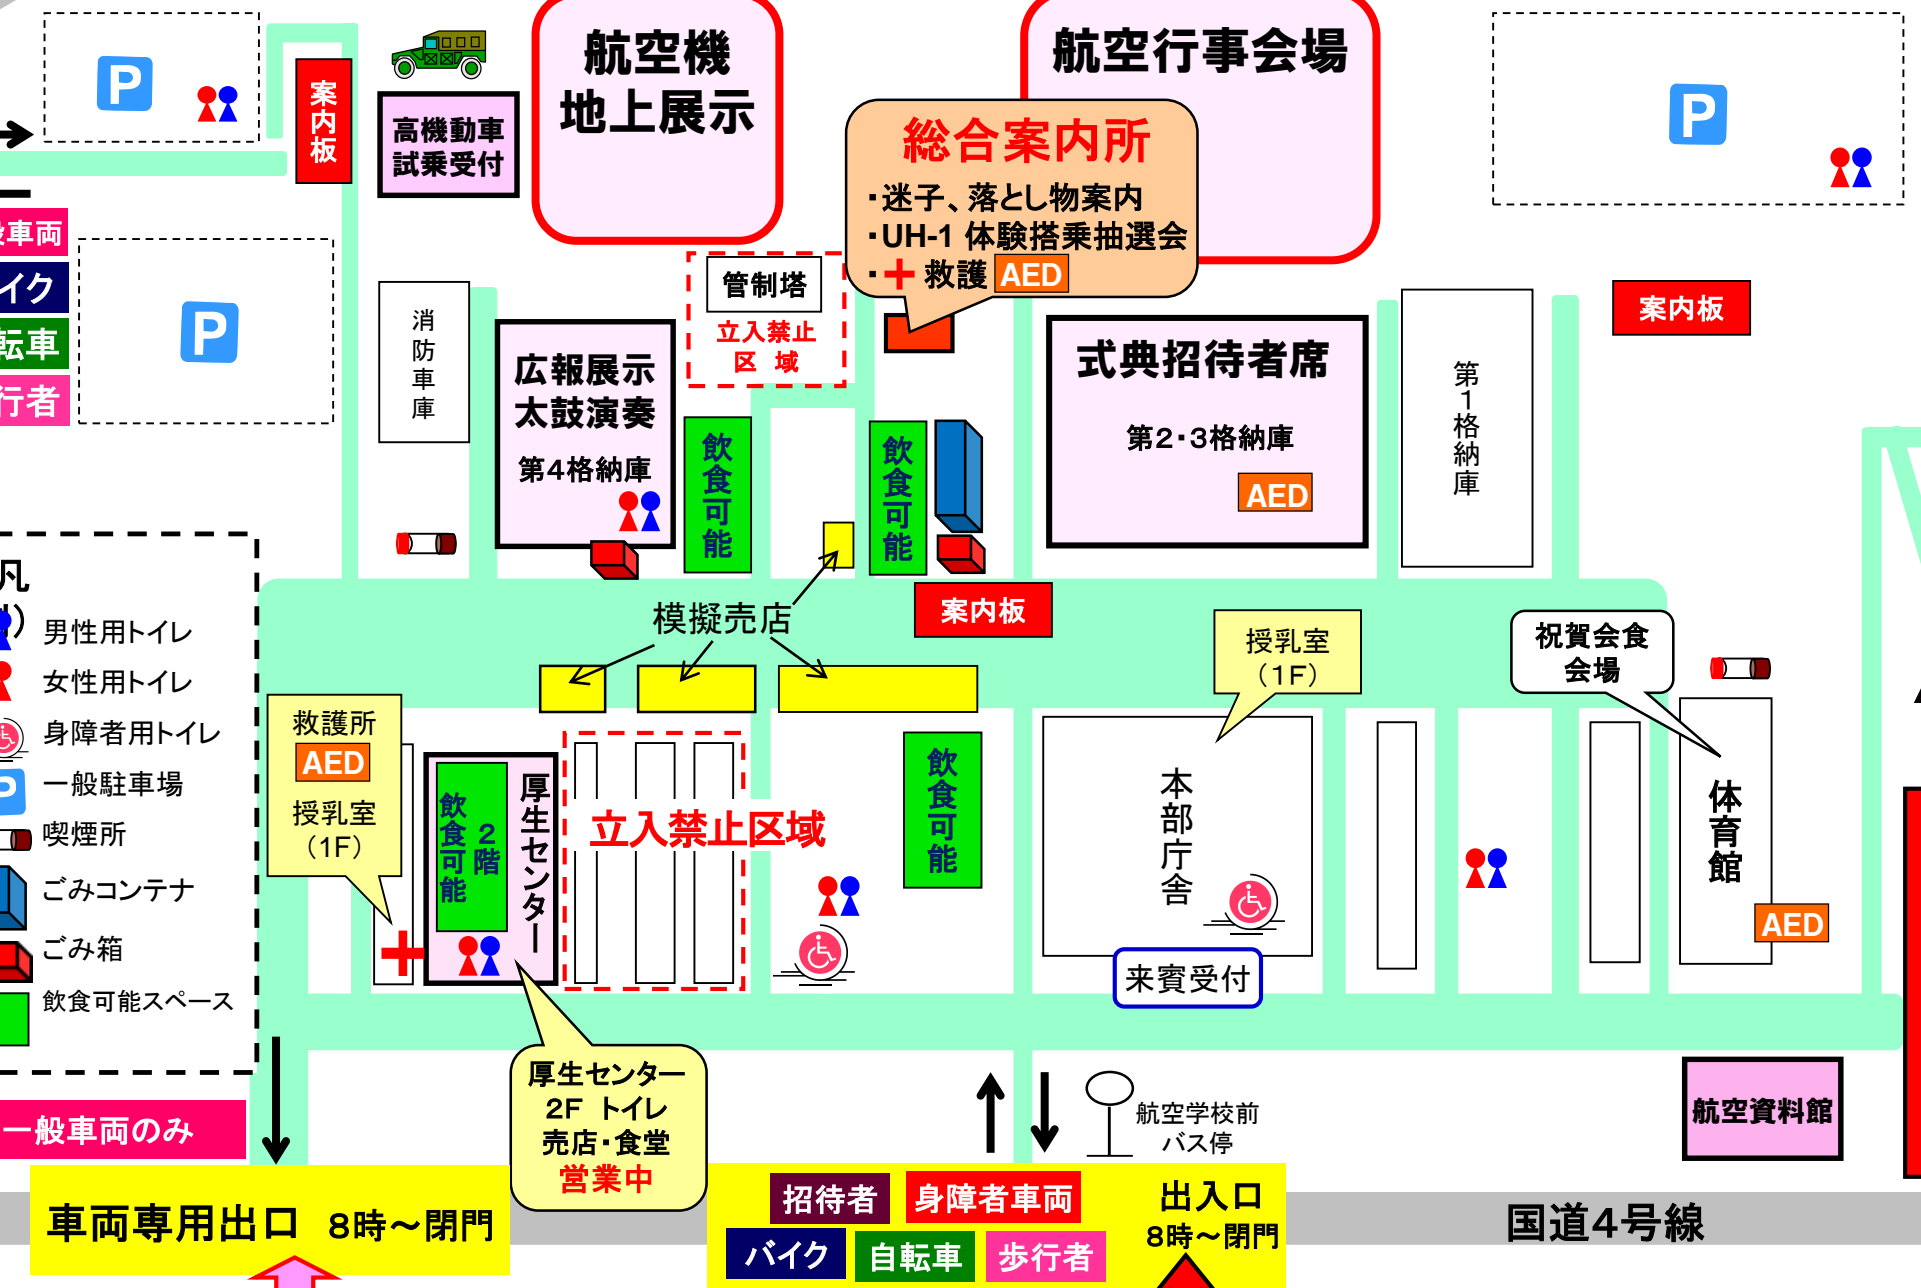 P
案内板
高機動車
試乗受付
航空機
地上展示
航空行事会場
総合案内所
・迷子、落とし物案内
・UH-1 体験搭乗抽選会
・救護 AED
P
車両
イク
転車
行者
P
消防車庫
広報展示
太鼓演奏
第4格納庫
管制塔
立入禁止
区 域
飲食可能
飲食可能
式典招待者席
第2・3格納庫
AED
第1格納庫
案内板
凡
男性用トイレ
女性用トイレ
身障者用トイレ
P 一般駐車場
喫煙所
ごみコンテナ
ごみ箱
飲食可能スペース
模擬売店
案内板
授乳室
（1F）
祝賀会食
会場
救護所
AED
授乳室
（1F）
飲食可能
2階
厚生センター
立入禁止区域
飲食可能
本部庁舎
来賓受付
体育館
AED
厚生センター
2F トイレ
売店・食堂
営業中
航空学校前
バス停
航空資料館
一般車両のみ
車両専用出口 8時～閉門
招待者
身障者車両
バイク
自転車
歩行者
出入口
8時～閉門
国道4号線